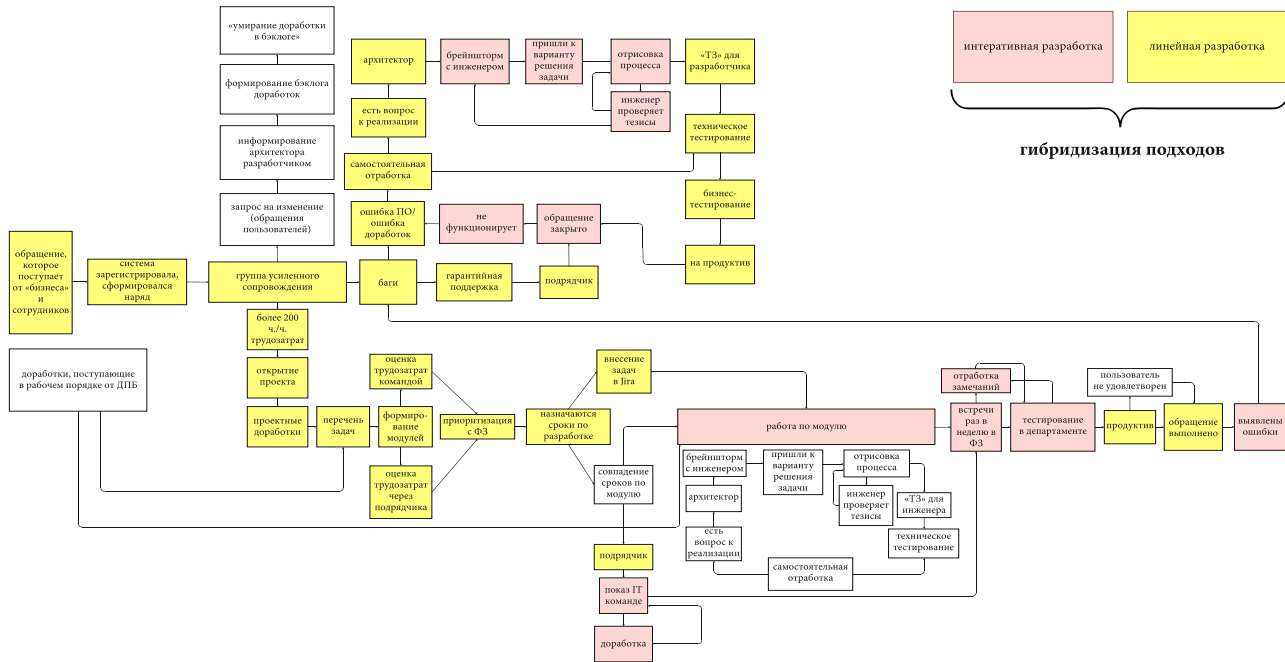 «умирание доработки
в бэклоге»
формирование бэклога
доработок
информирование
архитектора
разработчиком
запрос на изменение
(обращения
пользователей)
архитектор
брейншторм
с инженером
пришли к
варианту
решения
задачи
отрисовка
процесса
«ТЗ» для
разработчика
инженер
проверяет
тезисы
есть вопрос
к реализации
самостоятельная
отработка
техническое
тестирование
бизнес-
тестирование
на продуктив
ошибка ПО/
ошибка
доработок
не
функционирует
обращение
закрыто
интеративная разработка
линейная разработка
гибридизация подходов
обращение,
которое
поступает
от «бизнеса»
и
сотрудников
система
зарегистрировала,
сформировался
наряд
группа усиленного
сопровождения
баги
гарантийная
поддержка
подрядчик
более 200
ч./ч.
трудозатрат
открытие
проекта
проектные
доработки
доработки, поступающие
в рабочем порядке от ДПБ
перечень
задач
оценка
трудозатрат
командой
формиро-
вание
модулей
оценка
трудозатрат
через
подрядчика
приоритизация
с ФЗ
назначаются
сроки по
разработке
внесение
задач
в Jira
совпадение
сроков по
модулю
подрядчик
показ IT
команде
доработка
работа по модулю
брейншторм
с инженером
пришли к
варианту
решения
задачи
отрисовка
процесса
инженер
проверяет
тезисы
«ТЗ» для
инженера
архитектор
есть
вопрос к
реализации
самостоятельная
отработка
техническое
тестирование
отработка
замечаний
встречи
раз в
неделю в
ФЗ
тестирование
в департаменте
пользователь
не удовлетворен
продуктив
обращение
выполнено
выявлены
ошибки